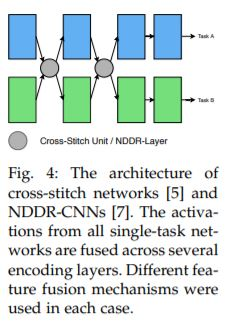 Task A
Task B
Cross-Stitch Unit / NDDR-Layer
Fig. 4: The architecture of
cross-stitch networks [5] and
NDDR-CNNs [7]. The activa-
tions from all single-task net-
works are fused across several
encoding layers. Different fea-
ture fusion mechanisms were
used in each case.